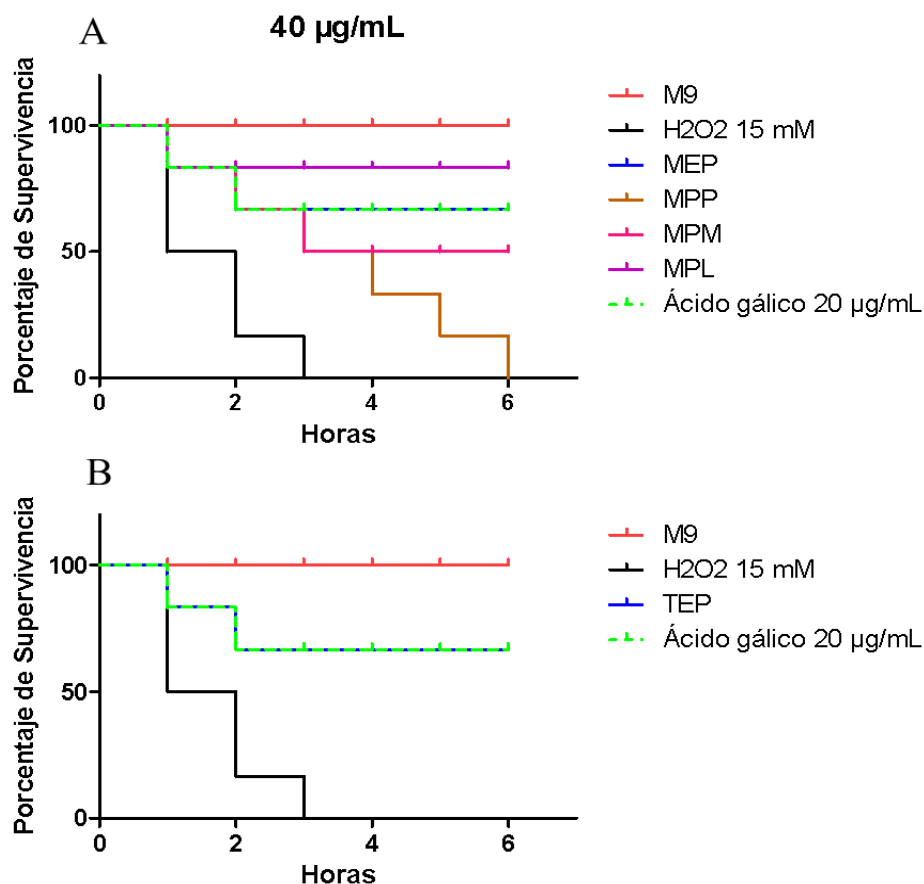 A
40 µg/mL
Porcentaje de Supervivencia
100
50
0
0
2
4
6
Horas
M9
H2O2 15 mM
MEP
MPP
MPM
MPL
Ácido gálico 20 µg/mL
B
Porcentaje de Supervivencia
100
50
0
0
2
4
6
Horas
M9
H2O2 15 mM
TEP
Ácido gálico 20 µg/mL